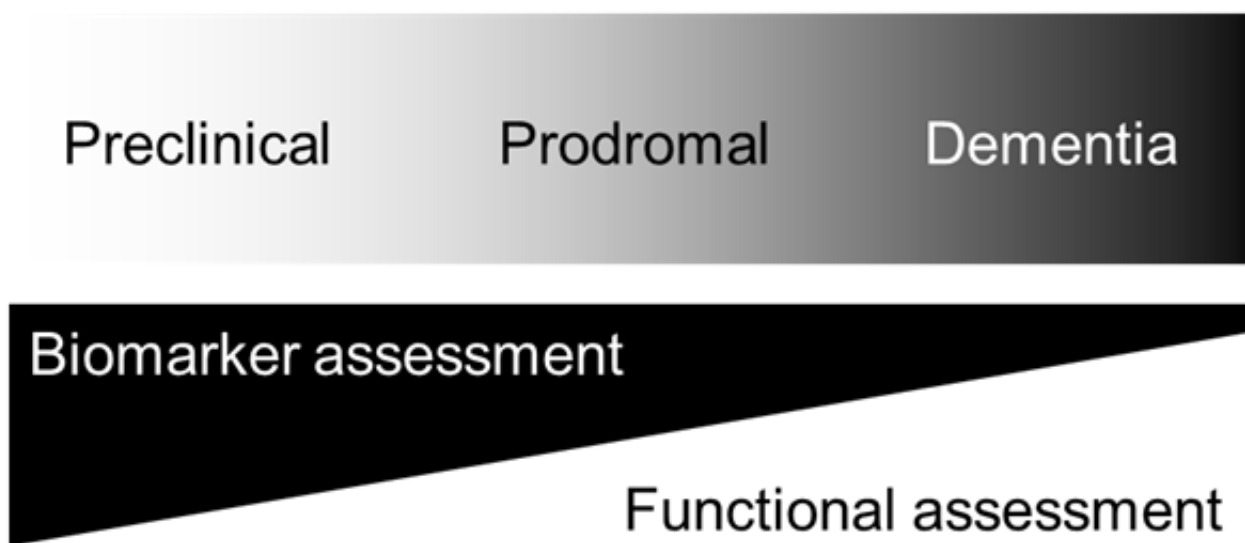 Preclinical Prodromal Dementia
Biomarker assessment
Functional assessment